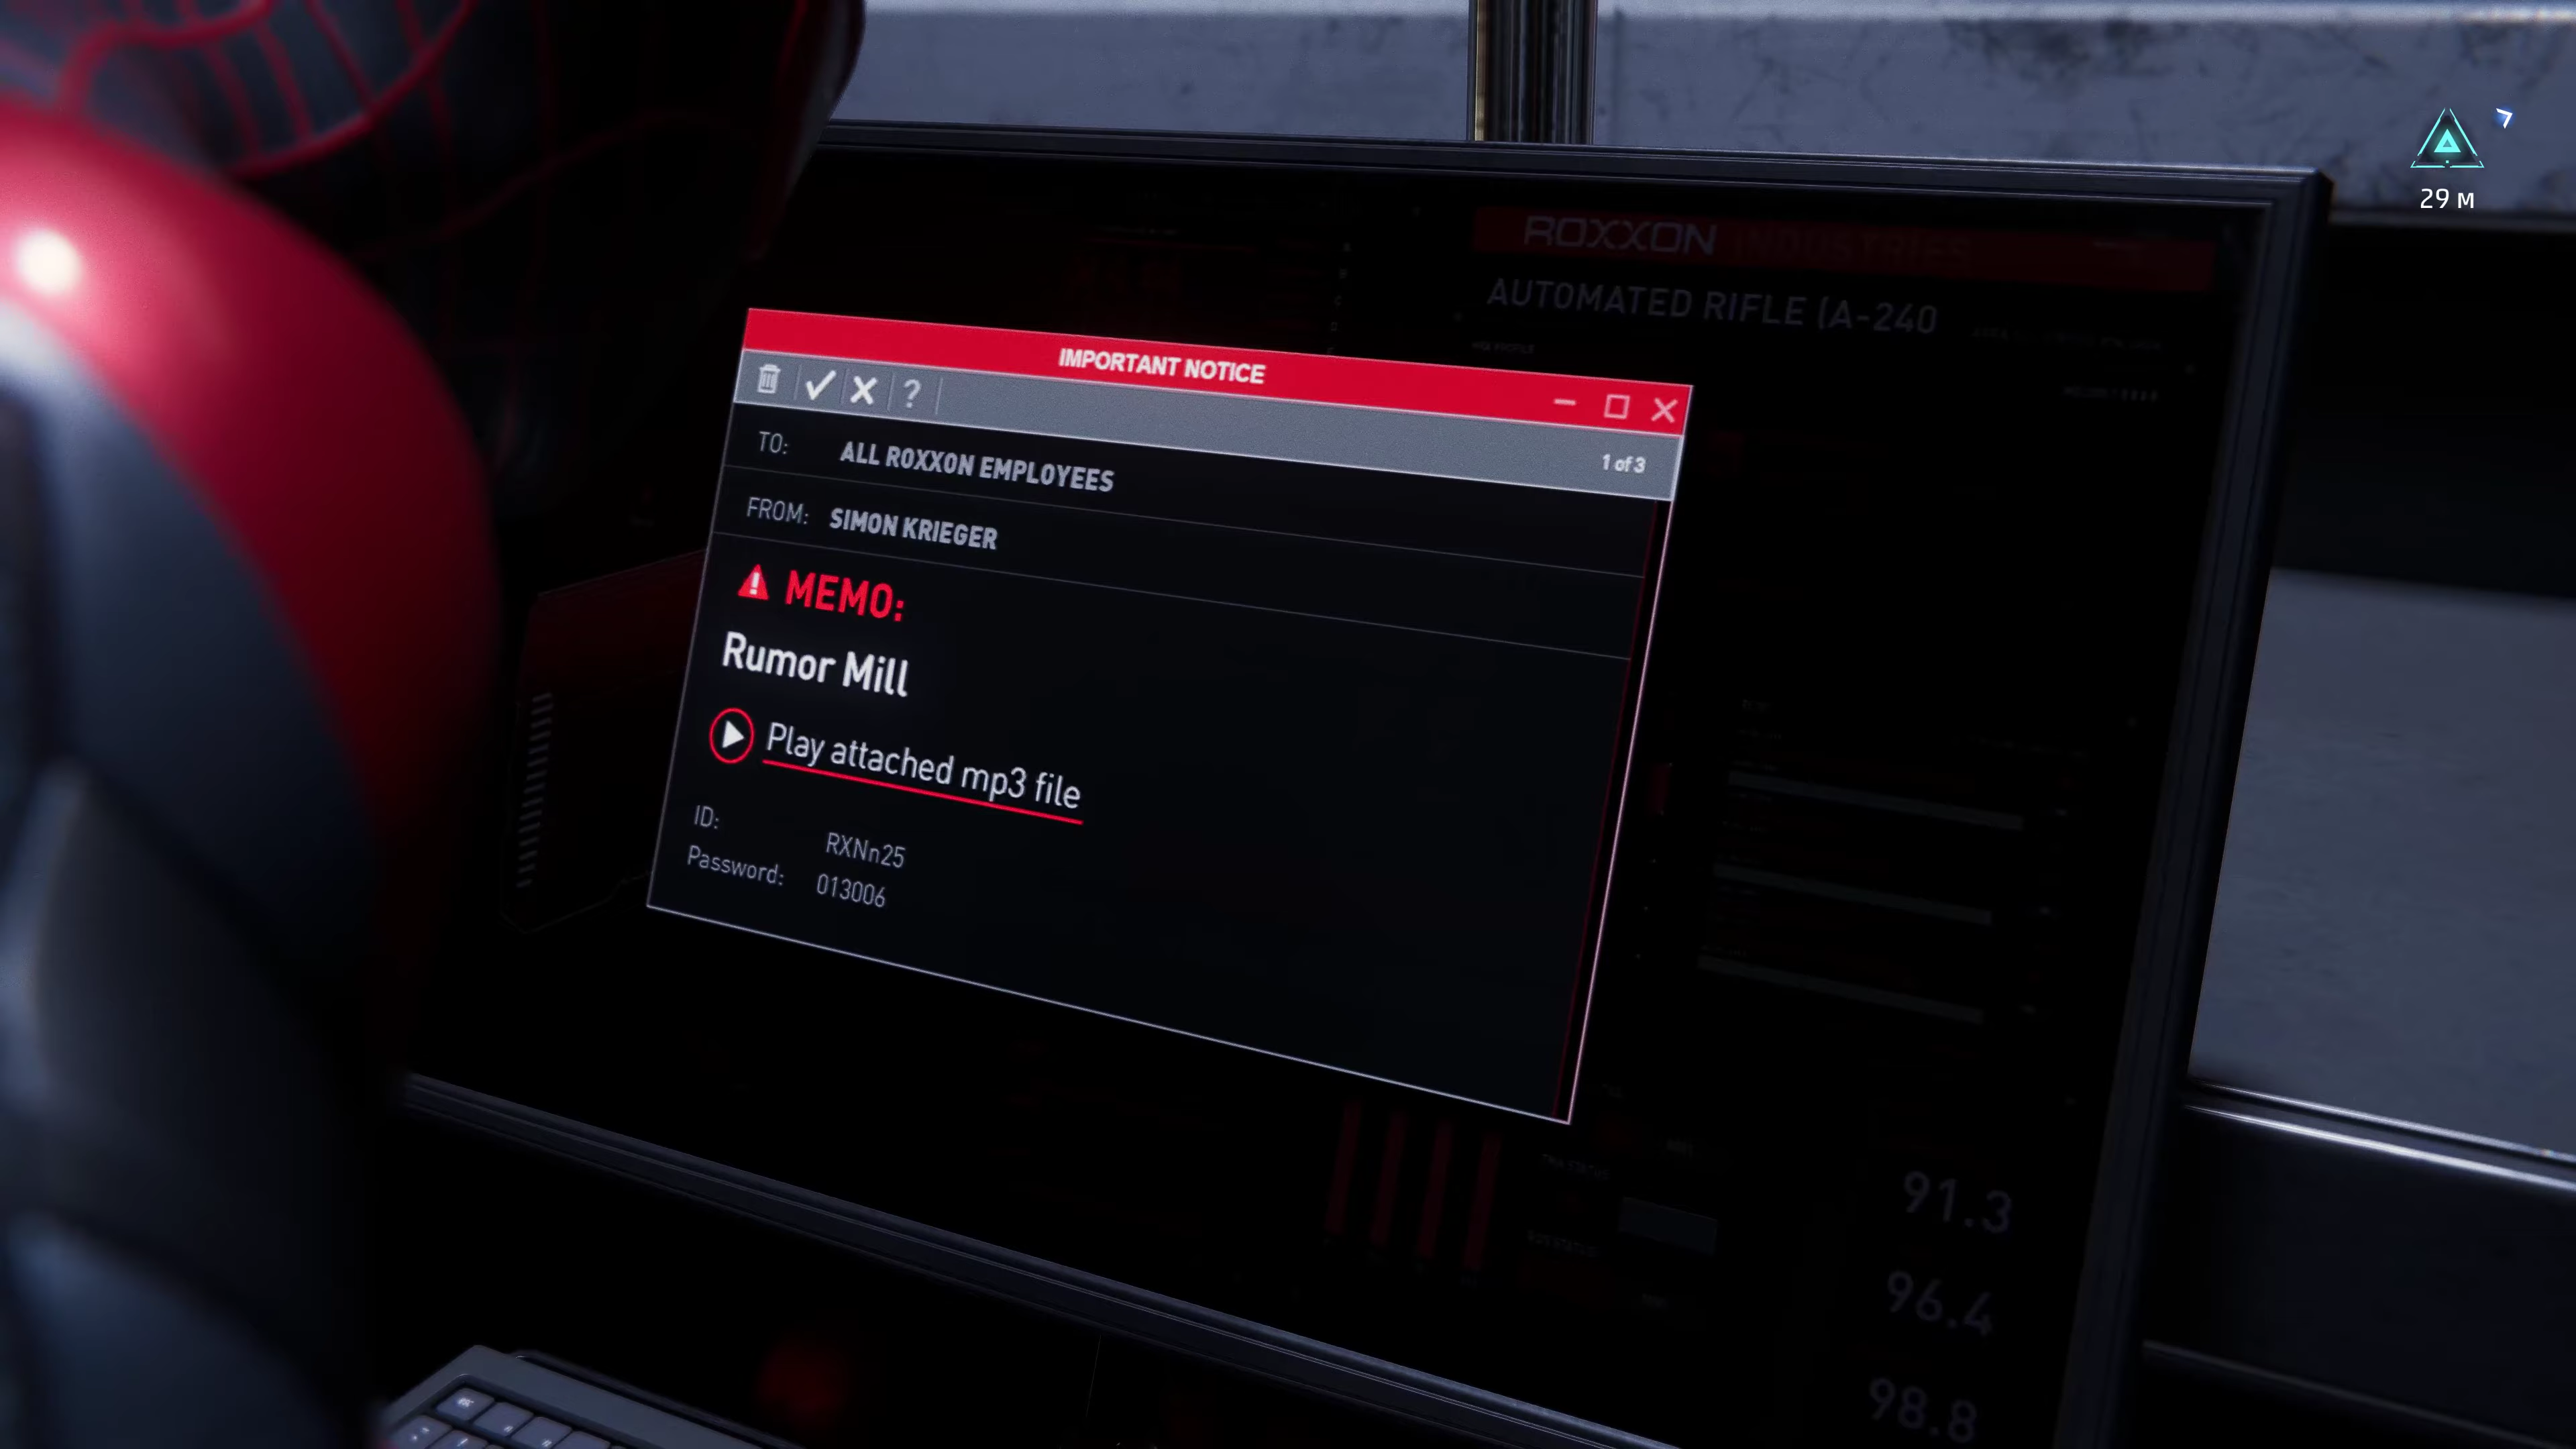 29 м
ROXXON INDUSTRIES
AUTOMATED RIFLE (A-240
IMPORTANT NOTICE
?
1 of 3
TO: ALL ROXXON EMPLOYEES
FROM: SIMON KRIEGER
MEMO:
Rumor Mill
Play attached mp3 file
ID: RXNn25
Password: 013006
91.3
96.4
98.8